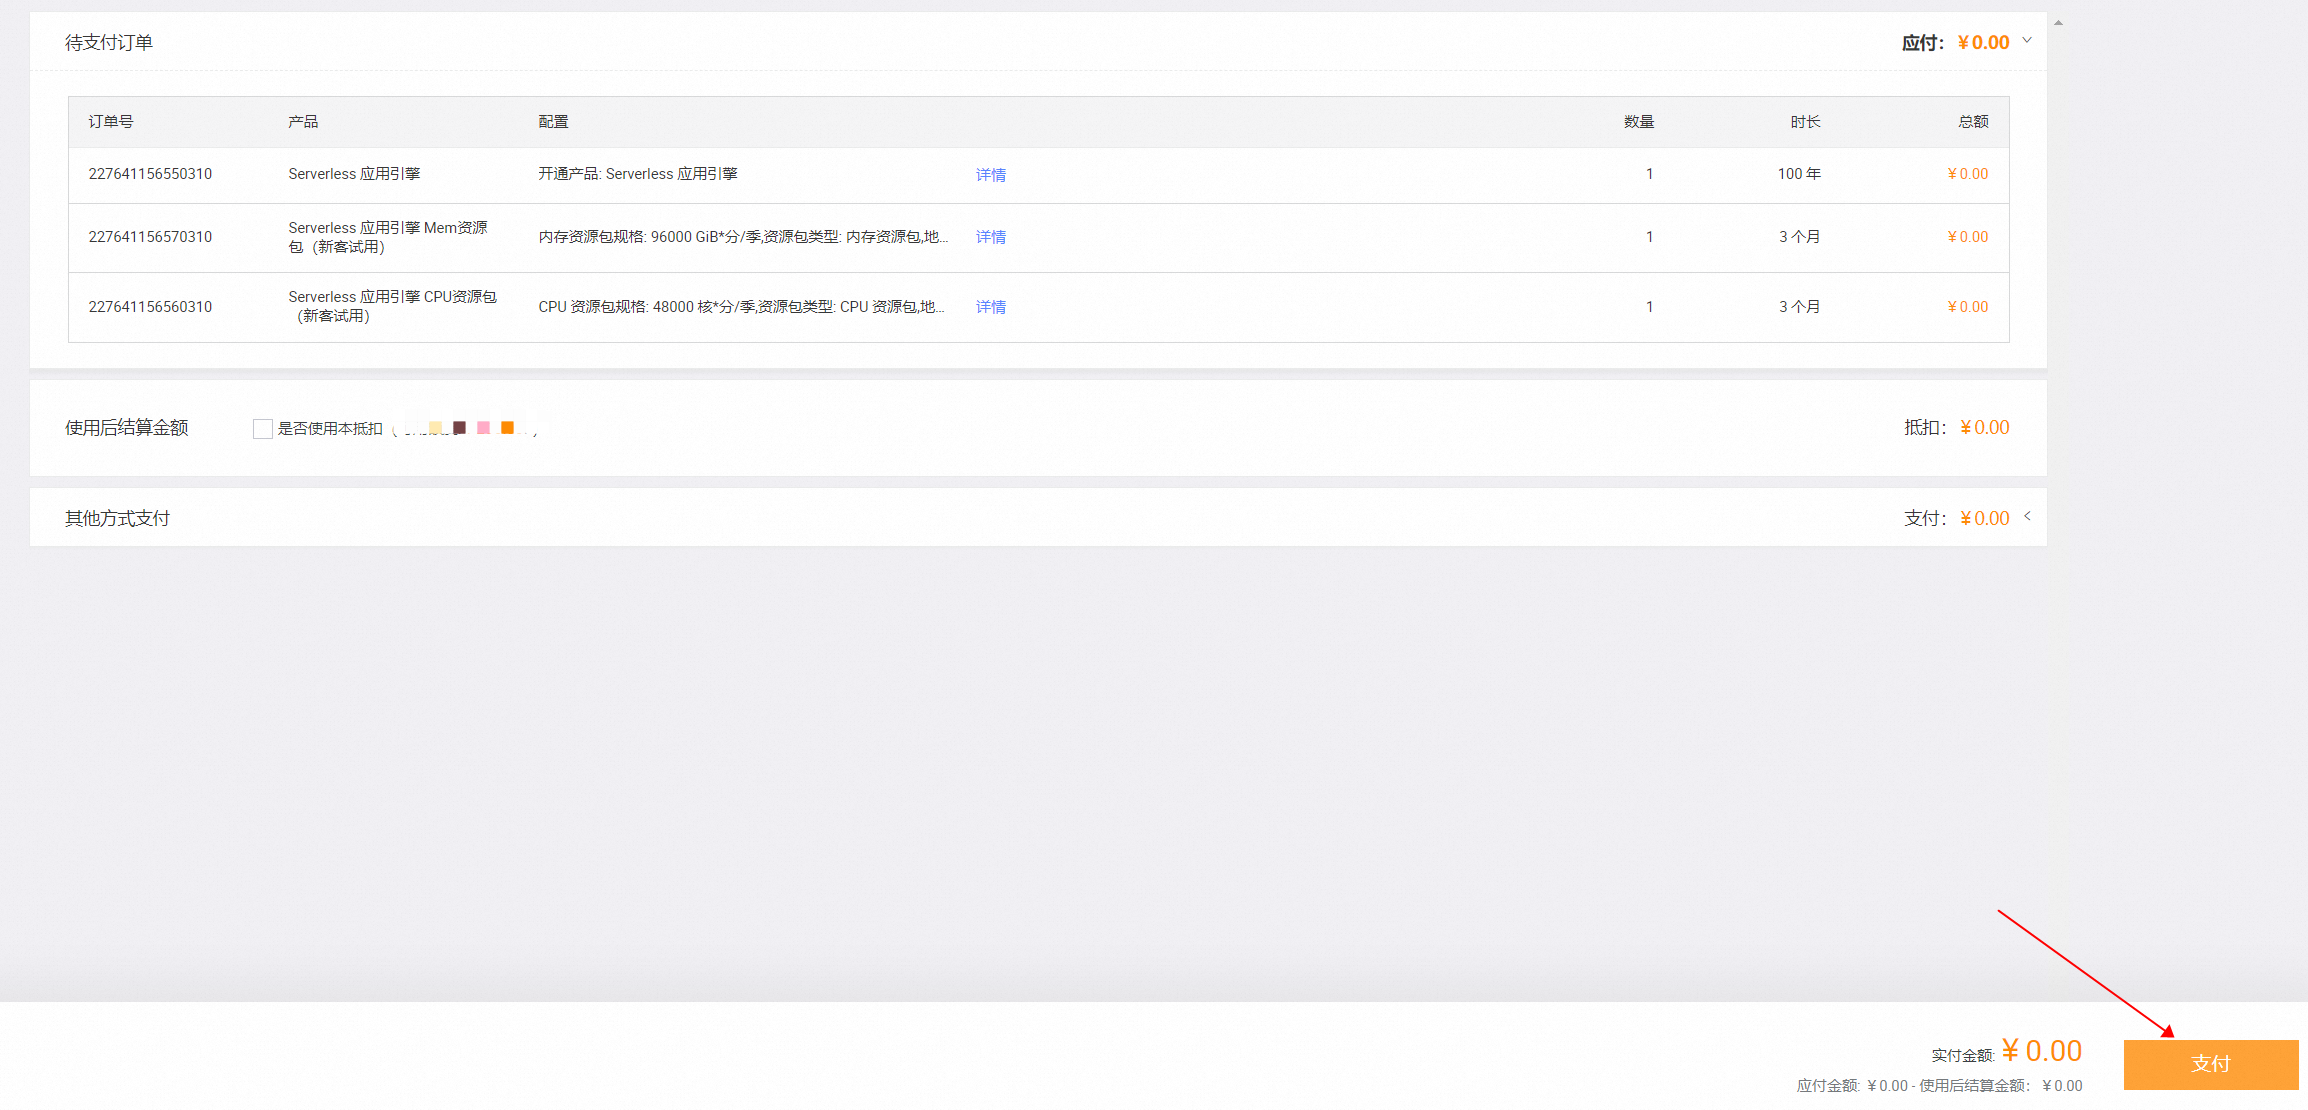 待支付订单
应付： ¥0.00
订单号 产品 配置 数量 时长 总额
227641156550310 Serverless 应用引擎 开通产品: Serverless 应用引擎 详情 1 100 年 ¥0.00
227641156570310 Serverless 应用引擎 Mem资源包（新客试用） 内存资源包规格: 96000 GiB*分/季,资源包类型: 内存资源包,地... 详情 1 3 个月 ¥0.00
227641156560310 Serverless 应用引擎 CPU资源包（新客试用） CPU 资源包规格: 48000 核*分/季,资源包类型: CPU 资源包,地... 详情 1 3 个月 ¥0.00
使用后结算金额 是否使用本抵扣 抵扣： ¥0.00
其他方式支付 支付： ¥0.00
实付金额: ¥ 0.00
应付金额: ¥0.00 - 使用后结算金额： ¥0.00
支付